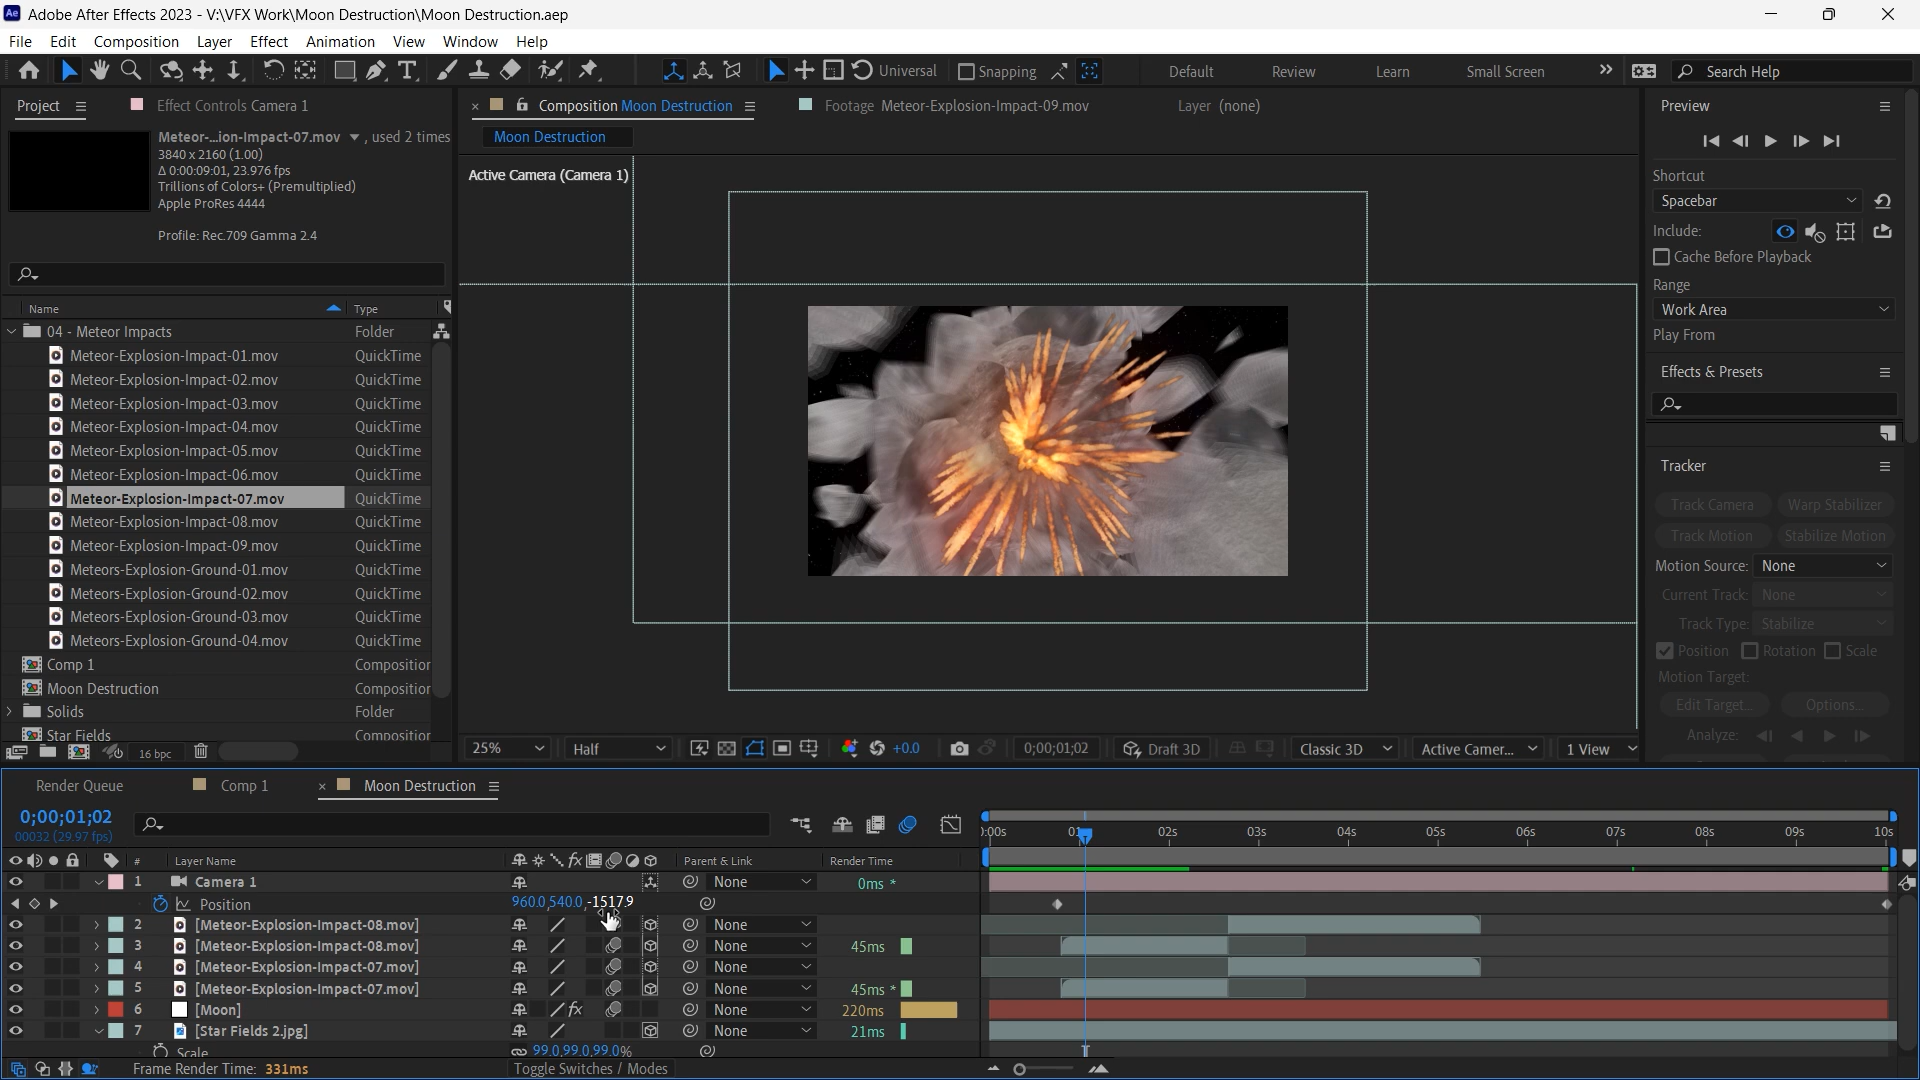 Adobe After Effects 2023 - V:\VFX Work\Moon Destruction\Moon Destruction.aep
File Edit Composition Layer Effect Animation View Window Help
Universal Snapping Default Review Learn Small Screen Search Help
Project Effect Controls Camera 1 Composition Moon Destruction Footage Meteor-Explosion-Impact-09.mov Layer (none) Preview
Meteor-...ion-Impact-07.mov , used 2 times
3840 x 2160 (1.00)
Δ 0:00:09:01, 23.976 fps
Trillions of Colors+ (Premultiplied)
Apple ProRes 4444
Profile: Rec.709 Gamma 2.4
Moon Destruction
Active Camera (Camera 1)
Shortcut
Spacebar
Include:
Cache Before Playback
Range
Work Area
Play From
Effects & Presets
Tracker
Track Camera Warp Stabilizer
Track Motion Stabilize Motion
Motion Source: None
Current Track: None
Track Type: Stabilize
Position Rotation Scale
Motion Target:
Edit Target... Options...
Analyze:
Name Type
04 - Meteor Impacts Folder
Meteor-Explosion-Impact-01.mov QuickTime
Meteor-Explosion-Impact-02.mov QuickTime
Meteor-Explosion-Impact-03.mov QuickTime
Meteor-Explosion-Impact-04.mov QuickTime
Meteor-Explosion-Impact-05.mov QuickTime
Meteor-Explosion-Impact-06.mov QuickTime
Meteor-Explosion-Impact-07.mov QuickTime
Meteor-Explosion-Impact-08.mov QuickTime
Meteor-Explosion-Impact-09.mov QuickTime
Meteors-Explosion-Ground-01.mov QuickTime
Meteors-Explosion-Ground-02.mov QuickTime
Meteors-Explosion-Ground-03.mov QuickTime
Meteors-Explosion-Ground-04.mov QuickTime
Comp 1 Composition
Moon Destruction Composition
Solids Folder
Star Fields Composition
16 bpc
25% Half +0.0 0;00;01;02 Draft 3D Classic 3D Active Camer... 1 View
Render Queue Comp 1 Moon Destruction
0;00;01;02
00032 (29.97 fps)
):00s 01 02s 03s 04s 05s 06s 07s 08s 09s 10s
# Layer Name fx Parent & Link Render Time
1 Camera 1 None 0ms *
Position 960.0,540.0,-1517.9
2 [Meteor-Explosion-Impact-08.mov] None
3 [Meteor-Explosion-Impact-08.mov] None 45ms
4 [Meteor-Explosion-Impact-07.mov] None
5 [Meteor-Explosion-Impact-07.mov] None 45ms *
6 [Moon] fx None 220ms
7 [Star Fields 2.jpg] None 21ms
Scale 99.0,99.0,99.0%
Frame Render Time: 331ms Toggle Switches / Modes